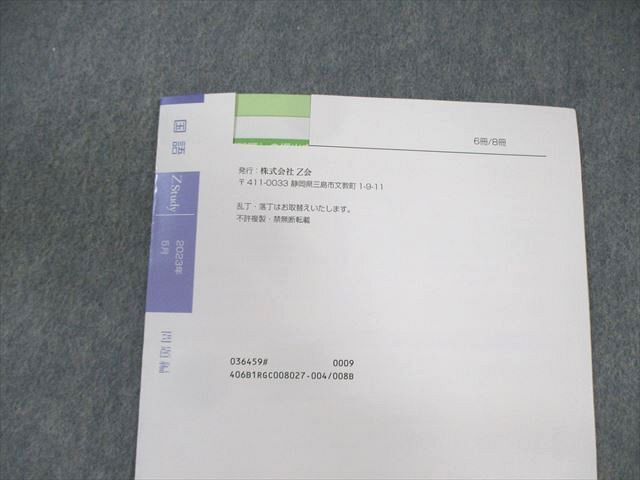 6冊/8冊
発行：株式会社 Z会
〒411-0033 静岡県三島市文教町 1-9-11
乱丁・落丁はお取替えいたします。
不許複製・禁無断転載
036459# 0009
406B1RGC008027-004/008B
国語
Z Study
2023年